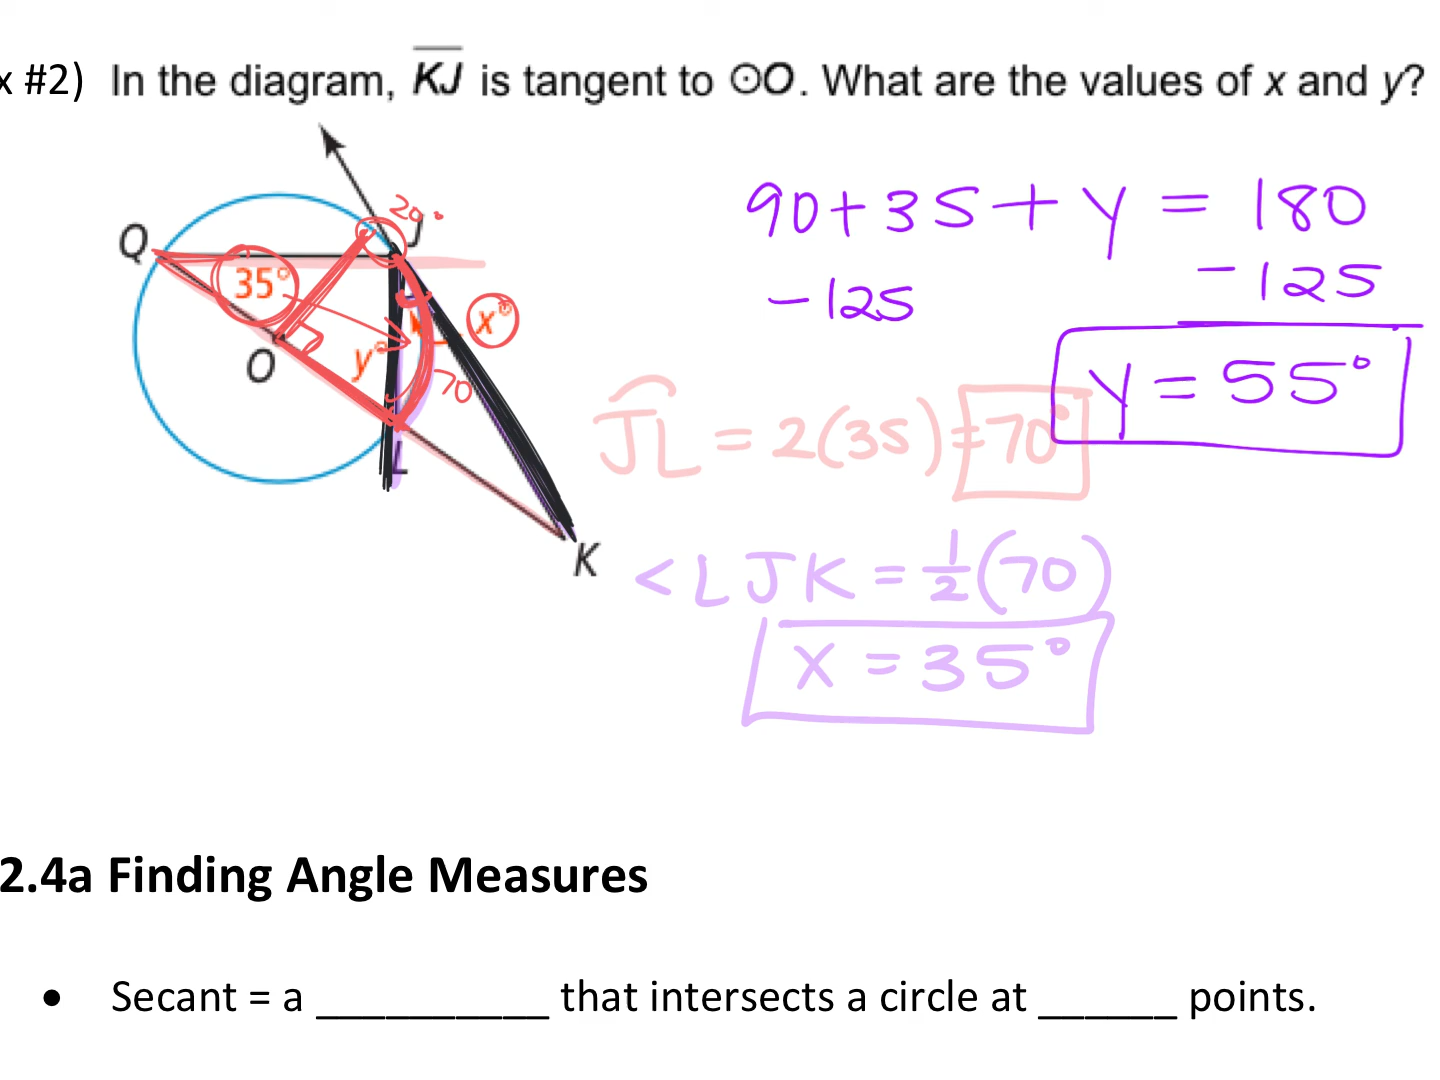 x #2) In the diagram, KJ is tangent to ⊙O. What are the values of x and y?
Q
J
20°
35°
x°
O
y°
70
L
K
90+35+y = 180
-125 -125
y = 55°
JL = 2(35) = 70°
<LJK = 1/2(70)
x = 35°
2.4a Finding Angle Measures
• Secant = a __________ that intersects a circle at ______ points.